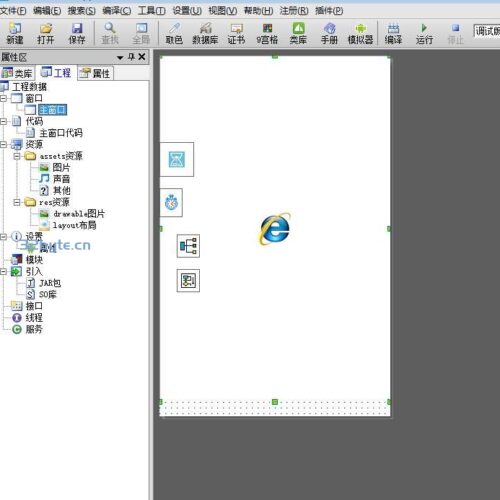 文件(F) 编辑(E) 搜索(S) 编译(C) 工具(T) 设置(U) 视图(V) 帮助(H) 注册(R) 插件(P)
新建 打开 保存 查找 全局 取色 数据库 证书 9宫格 类库 手册 模拟器 编译 运行 停止 调试版
属性区
类库 工程 属性
工程数据
窗口
主窗口
代码
主窗口代码
资源
assets资源
图片
声音
其他
res资源
drawable图片
layout布局
设置
属性
32byte.cn
模块
引入
JAR包
SO库
接口
线程
服务